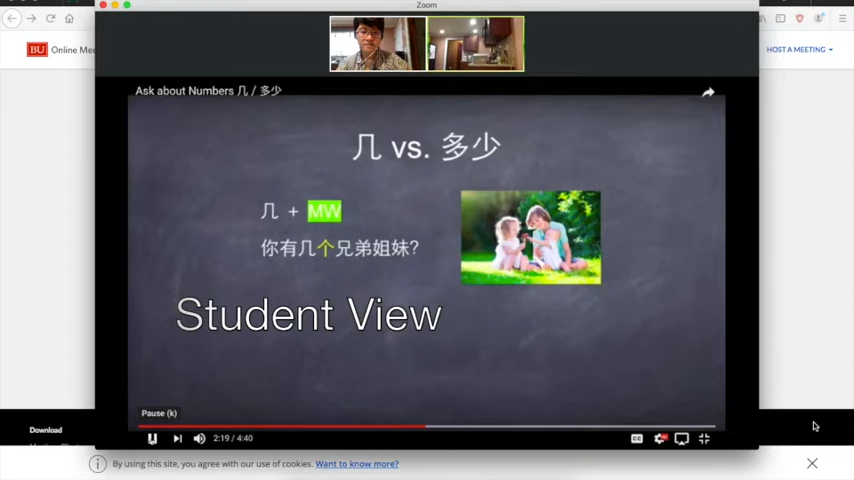 Zoom
BU Online Me
HOST A MEETING
Ask about Numbers 几 / 多少
几 vs. 多少
几 + MW
你有几个兄弟姐妹?
Student View
Pause (k)
2:19 / 4:40
CC
Download
By using this site, you agree with our use of cookies. Want to know more?